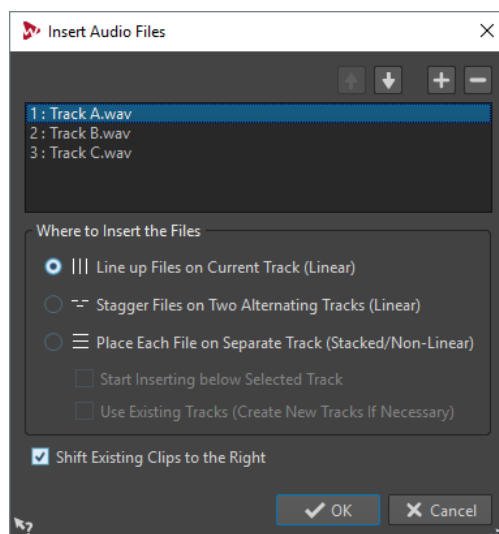 Insert Audio Files
1 : Track A.wav
2 : Track B.wav
3 : Track C.wav
Where to Insert the Files
Line up Files on Current Track (Linear)
Stagger Files on Two Alternating Tracks (Linear)
Place Each File on Separate Track (Stacked/Non-Linear)
Start Inserting below Selected Track
Use Existing Tracks (Create New Tracks If Necessary)
Shift Existing Clips to the Right
OK Cancel
?